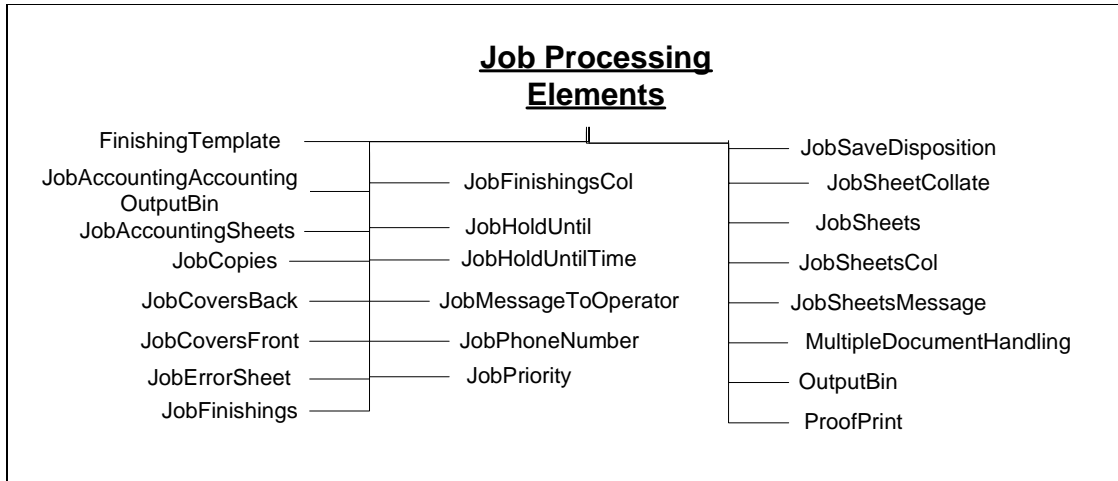 Job Processing
Elements
FinishingTemplate
JobAccountingAccounting
OutputBin
JobAccountingSheets
JobCopies
JobCoversBack
JobCoversFront
JobErrorSheet
JobFinishings
JobFinishingsCol
JobHoldUntil
JobHoldUntilTime
JobMessageToOperator
JobPhoneNumber
JobPriority
JobSaveDisposition
JobSheetCollate
JobSheets
JobSheetsCol
JobSheetsMessage
MultipleDocumentHandling
OutputBin
ProofPrint